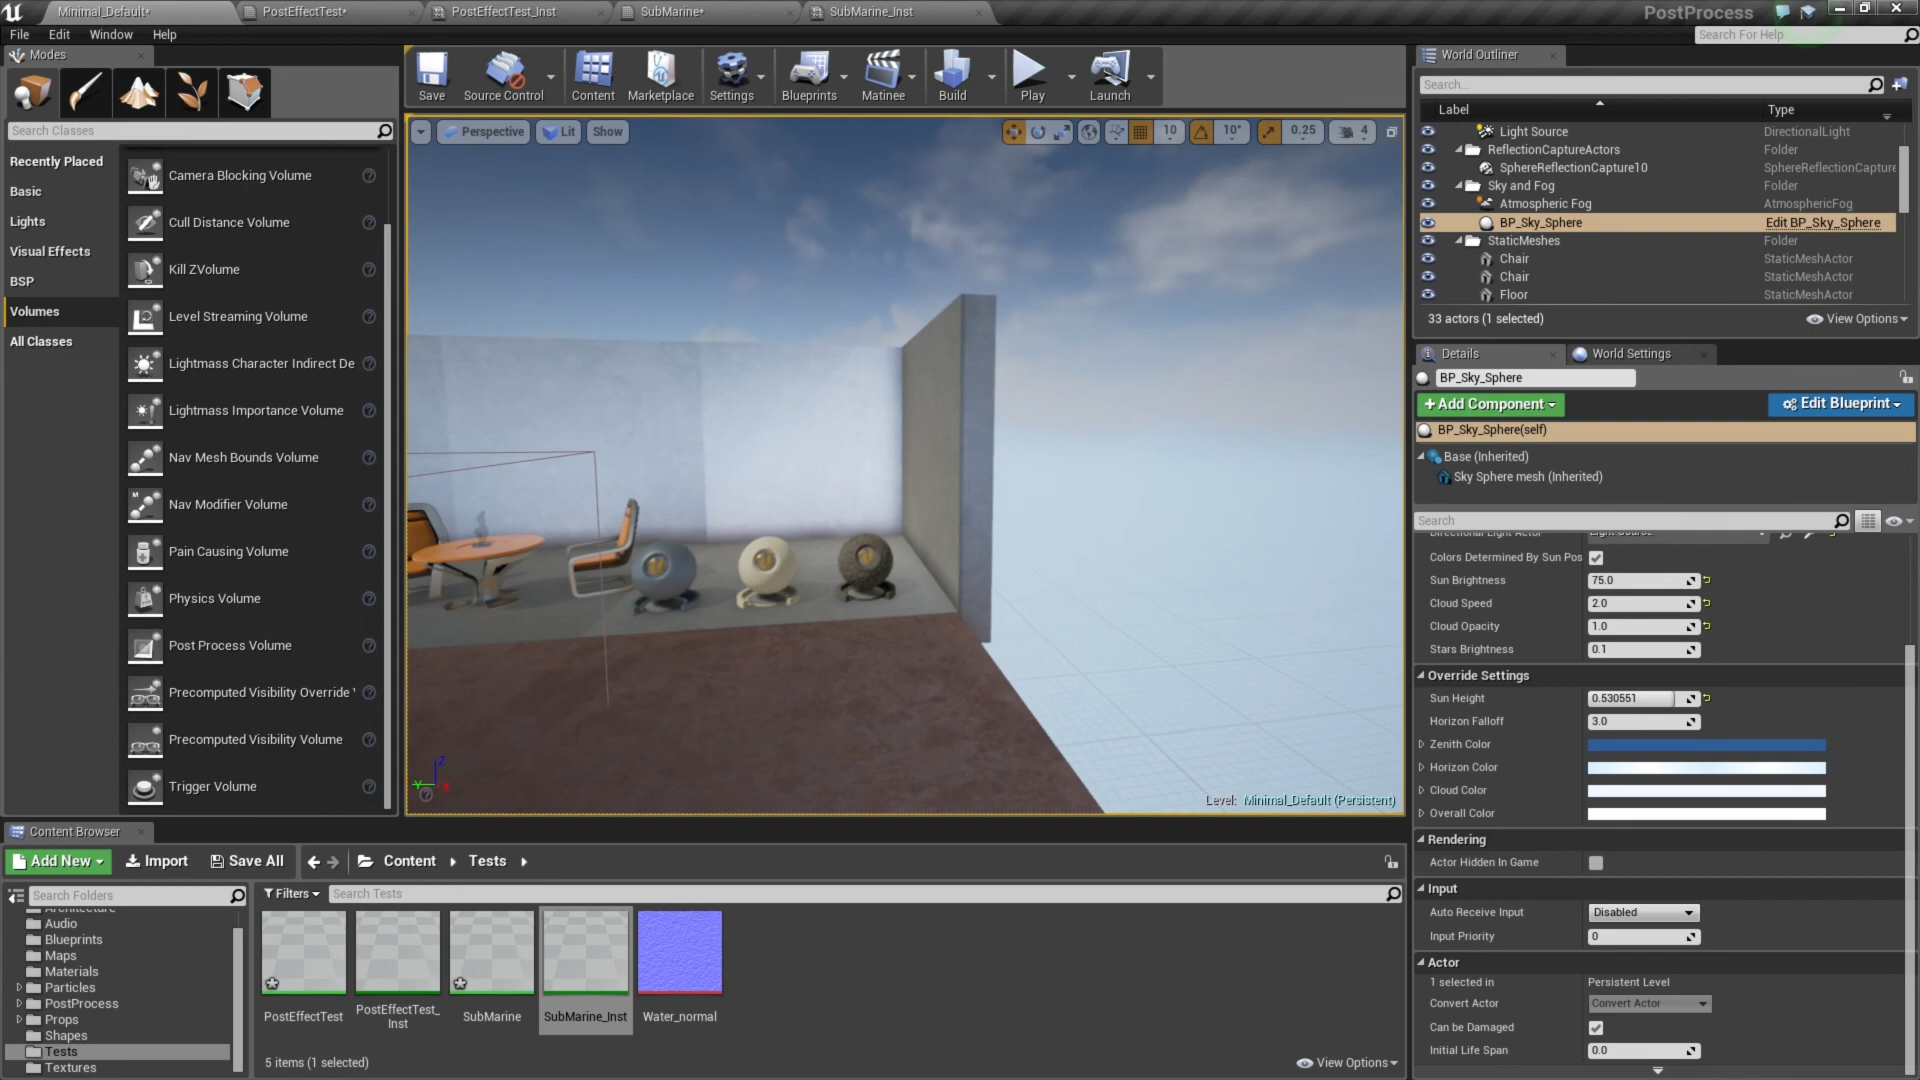 Minimal_Default*
PostEffectTest*
PostEffectTest_Inst
SubMarine*
SubMarine_Inst
PostProcess
File
Edit
Window
Help
Search For Help
Modes
Search Classes
Recently Placed
Basic
Lights
Visual Effects
BSP
Volumes
All Classes
Camera Blocking Volume
Cull Distance Volume
Kill ZVolume
Level Streaming Volume
Lightmass Character Indirect De
Lightmass Importance Volume
Nav Mesh Bounds Volume
Nav Modifier Volume
Pain Causing Volume
Physics Volume
Post Process Volume
Precomputed Visibility Override
Precomputed Visibility Volume
Trigger Volume
Save
Source Control
Content
Marketplace
Settings
Blueprints
Matinee
Build
Play
Launch
Perspective
Lit
Show
10
10°
0.25
4
Z
Y
Level: Minimal_Default (Persistent)
World Outliner
Search...
Label
Type
Light Source
DirectionalLight
ReflectionCaptureActors
Folder
SphereReflectionCapture10
SphereReflectionCapture
Sky and Fog
Folder
Atmospheric Fog
AtmosphericFog
BP_Sky_Sphere
Edit BP_Sky_Sphere
StaticMeshes
Folder
Chair
StaticMeshActor
Chair
StaticMeshActor
Floor
StaticMeshActor
33 actors (1 selected)
View Options
Details
World Settings
BP_Sky_Sphere
+Add Component
Edit Blueprint
BP_Sky_Sphere(self)
Base (Inherited)
Sky Sphere mesh (Inherited)
Search
Directional Light Actor
Light Source
Colors Determined By Sun Pos
Sun Brightness
75.0
Cloud Speed
2.0
Cloud Opacity
1.0
Stars Brightness
0.1
Override Settings
Sun Height
0.530551
Horizon Falloff
3.0
Zenith Color
Horizon Color
Cloud Color
Overall Color
Rendering
Actor Hidden In Game
Input
Auto Receive Input
Disabled
Input Priority
0
Actor
1 selected in
Persistent Level
Convert Actor
Convert Actor
Can be Damaged
Initial Life Span
0.0
Content Browser
Add New
Import
Save All
Content
Tests
Search Folders
Filters
Search Tests
Architecture
Audio
Blueprints
Maps
Materials
Particles
PostProcess
Props
Shapes
Tests
Textures
PostEffectTest
PostEffectTest_
Inst
SubMarine
SubMarine_Inst
Water_normal
5 items (1 selected)
View Options